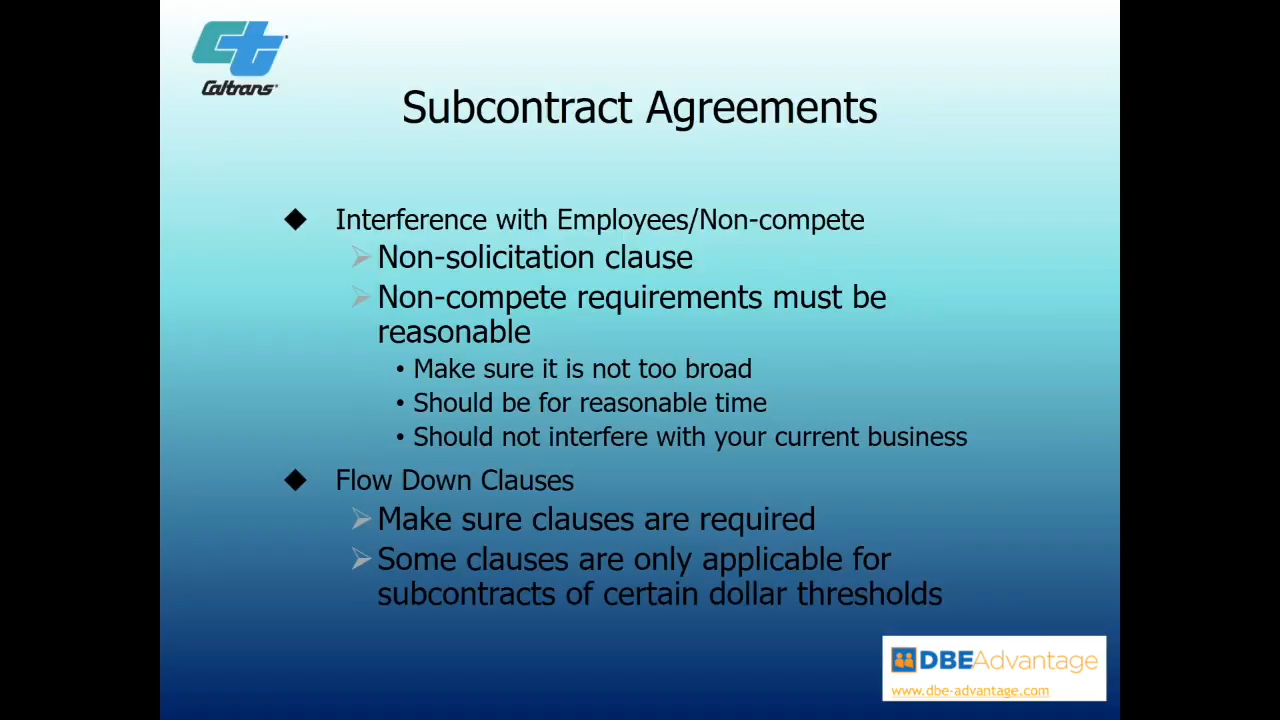 Caltrans
Subcontract Agreements
Interference with Employees/Non-compete
Non-solicitation clause
Non-compete requirements must be
reasonable
• Make sure it is not too broad
• Should be for reasonable time
• Should not interfere with your current business
Flow Down Clauses
Make sure clauses are required
Some clauses are only applicable for
subcontracts of certain dollar thresholds
DBEAdvantage
www.dbe-advantage.com